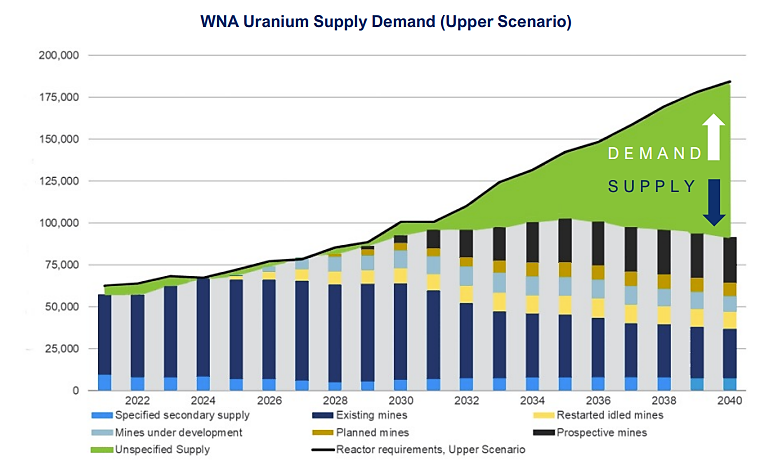 WNA Uranium Supply Demand (Upper Scenario)
200,000
175,000
150,000
125,000
100,000
75,000
50,000
25,000
0
DEMAND
SUPPLY
2022 2024 2026 2028 2030 2032 2034 2036 2038 2040
Specified secondary supply Existing mines Restarted idled mines
Mines under development Planned mines Prospective mines
Unspecified Supply Reactor requirements, Upper Scenario